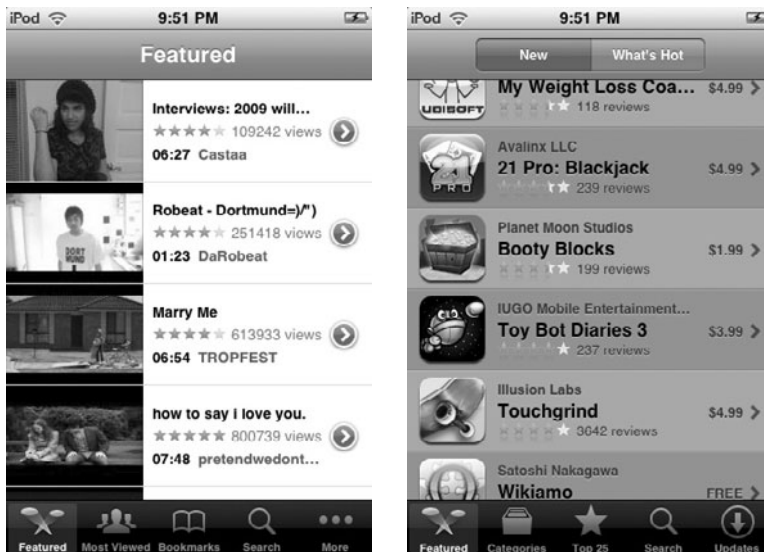 iPod 9:51 PM
Featured
Interviews: 2009 will...
109242 views
06:27 Castaa
Robeat - Dortmund=)/")
251418 views
01:23 DaRobeat
DORT
MUND
Marry Me
613933 views
06:54 TROPFEST
how to say i love you.
800739 views
07:48 pretendwedont...
Featured Most Viewed Bookmarks Search More
iPod 9:51 PM
New What's Hot
UBISOFT
My Weight Loss Coa... $4.99
118 reviews
Avalinx LLC
21 Pro: Blackjack $4.99
239 reviews
21
PRO
Planet Moon Studios
Booty Blocks $1.99
199 reviews
IUGO Mobile Entertainment...
Toy Bot Diaries 3 $3.99
237 reviews
Illusion Labs
Touchgrind $4.99
3642 reviews
Satoshi Nakagawa
Wikiamo FREE
Featured Categories Top 25 Search Updates